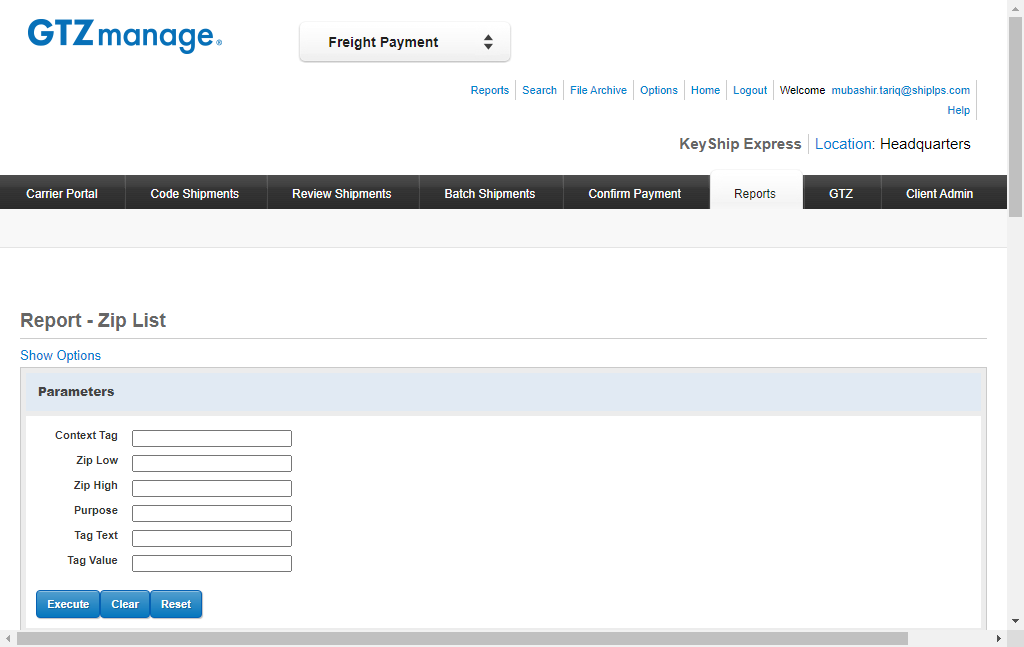 GTZmanage®
Freight Payment
Reports Search File Archive Options Home Logout Welcome mubashir.tariq@shiplps.com
Help
KeyShip Express Location: Headquarters
Carrier Portal Code Shipments Review Shipments Batch Shipments Confirm Payment Reports GTZ Client Admin
Report - Zip List
Show Options
Parameters
Context Tag
Zip Low
Zip High
Purpose
Tag Text
Tag Value
Execute Clear Reset